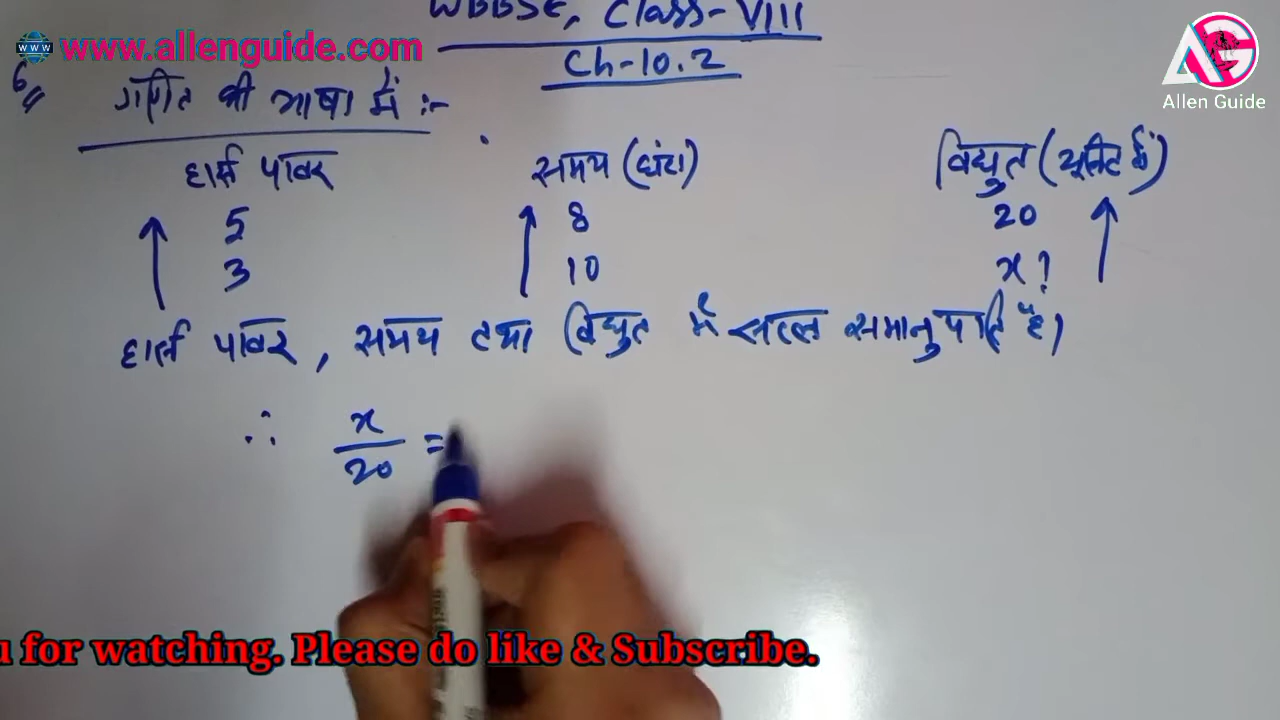 WBBSE, Class-VIII
www.allenguide.com
Ch-10.2
Allen Guide
6,, गणित की भाषा में :-
हार्स पावर समय (घंटा) विद्युत (यूनिट में)
5 8 20
3 10 x ?
हार्स पावर, समय तथा विद्युत में सरल समानुपाति है।
∴ x/20 =
u for watching. Please do like & Subscribe.